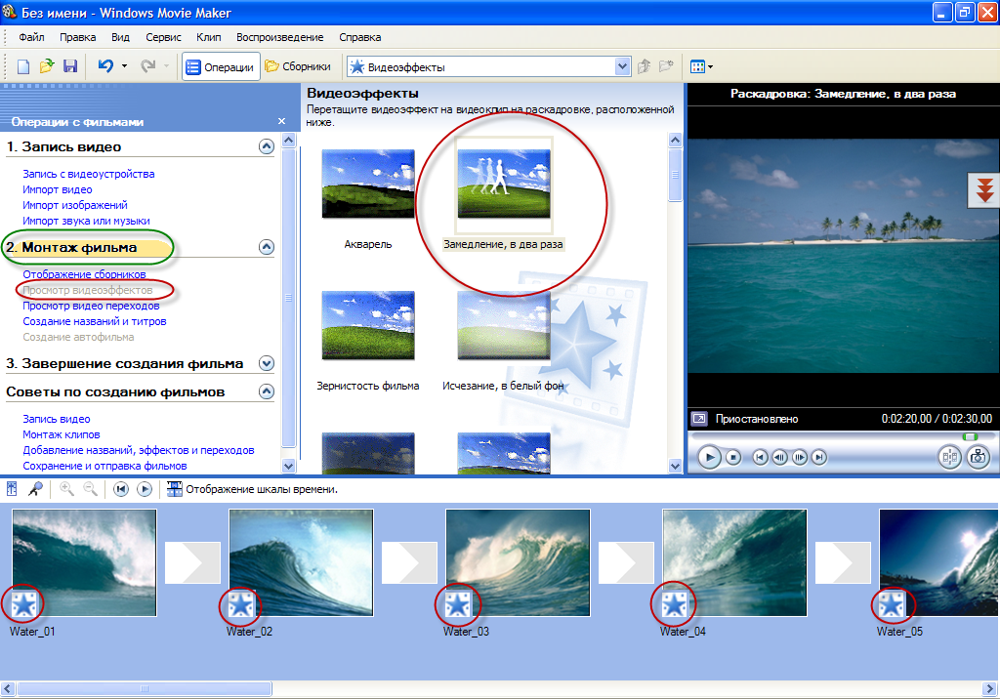 Без имени - Windows Movie Maker
Файл Правка Вид Сервис Клип Воспроизведение Справка
Операции Сборники Видеоэффекты
Операции с фильмами
1. Запись видео
Запись с видеоустройства
Импорт видео
Импорт изображений
Импорт звука или музыки
2. Монтаж фильма
Отображение сборников
Просмотр видеоэффектов
Просмотр видео переходов
Создание названий и титров
Создание автофильма
3. Завершение создания фильма
Советы по созданию фильмов
Запись видео
Монтаж клипов
Добавление названий, эффектов и переходов
Сохранение и отправка фильмов
Видеоэффекты
Перетащите видеоэффект на видеоклип на раскадровке, расположенной
ниже.
Акварель
Замедление, в два раза
Зернистость фильма
Исчезание, в белый фон
Раскадровка: Замедление, в два раза
Приостановлено 0:02:20,00 / 0:02:30,00
Отображение шкалы времени.
Water_01 Water_02 Water_03 Water_04 Water_05